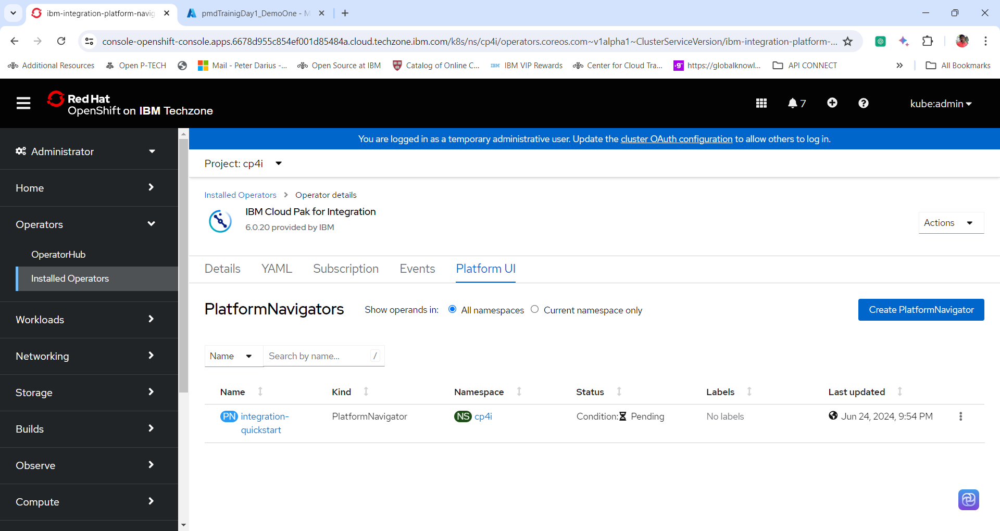 ibm-integration-platform-navig
pmdTrainigDay1_DemoOne - M
console-openshift-console.apps.6678d955c854ef001d85484a.cloud.techzone.ibm.com/k8s/ns/cp4i/operators.coreos.com~v1alpha1~ClusterServiceVersion/ibm-integration-platform-...
Additional Resources
Open P-TECH
Mail - Peter Darius -...
Open Source at IBM
Catalog of Online C...
IBM VIP Rewards
Center for Cloud Tra...
https://globalknowl...
API CONNECT
All Bookmarks
Red Hat
OpenShift on IBM Techzone
7
kube:admin
You are logged in as a temporary administrative user. Update the cluster OAuth configuration to allow others to log in.
Administrator
Home
Operators
OperatorHub
Installed Operators
Workloads
Networking
Storage
Builds
Observe
Compute
Project: cp4i
Installed Operators > Operator details
IBM Cloud Pak for Integration
6.0.20 provided by IBM
Actions
Details YAML Subscription Events Platform UI
PlatformNavigators
Show operands in: All namespaces Current namespace only
Create PlatformNavigator
Name Search by name... /
Name Kind Namespace Status Labels Last updated
PN integration-quickstart PlatformNavigator NS cp4i Condition: Pending No labels Jun 24, 2024, 9:54 PM